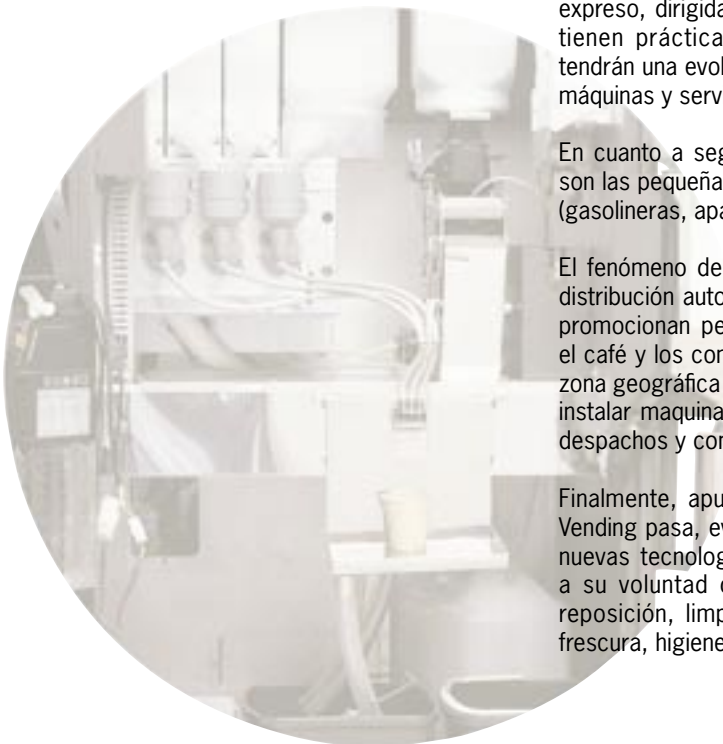 expreso, dirigida
tienen práctica
tendrán una evol
máquinas y serv
En cuanto a seg
son las pequeña
(gasolineras, apa
El fenómeno de
distribución auto
promocionan pe
el café y los con
zona geográfica
instalar maquina
despachos y con
Finalmente, apu
Vending pasa, ev
nuevas tecnolog
a su voluntad
reposición, limp
frescura, higiene